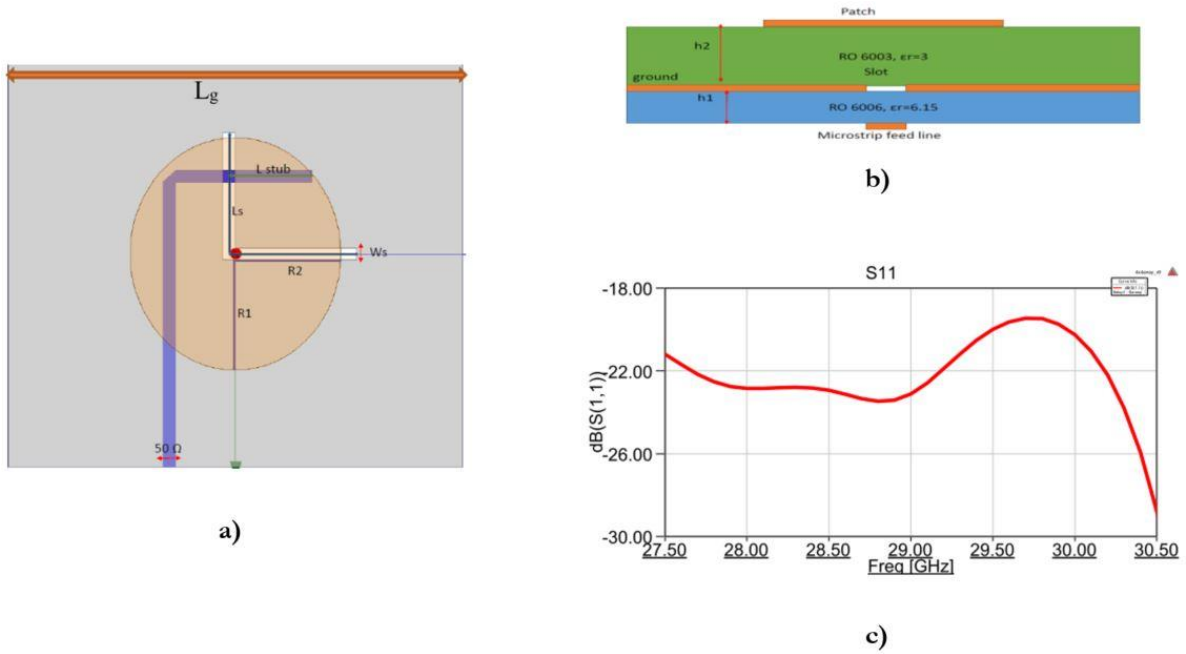 Lg
L stub
Ls
Ws
R2
R1
50 Ω
a)
Patch
h2
RO 6003, εr=3
Slot
ground
h1
RO 6006, εr=6.15
Microstrip feed line
b)
S11
-18.00
-22.00
-26.00
-30.00
dB(S(1,1))
27.50 28.00 28.50 29.00 29.50 30.00 30.50
Freq [GHz]
c)